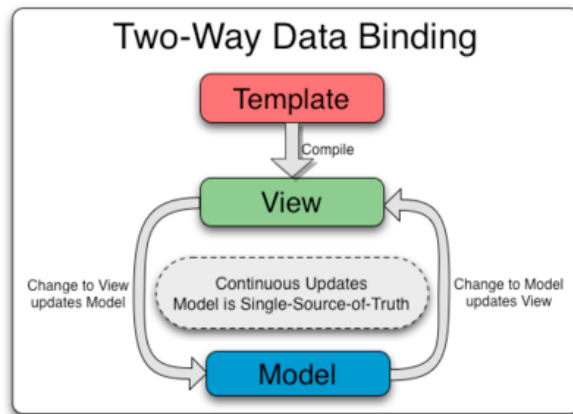 Two-Way Data Binding
Template
Compile
View
Change to View
updates Model
Continuous Updates
Model is Single-Source-of-Truth
Change to Model
updates View
Model